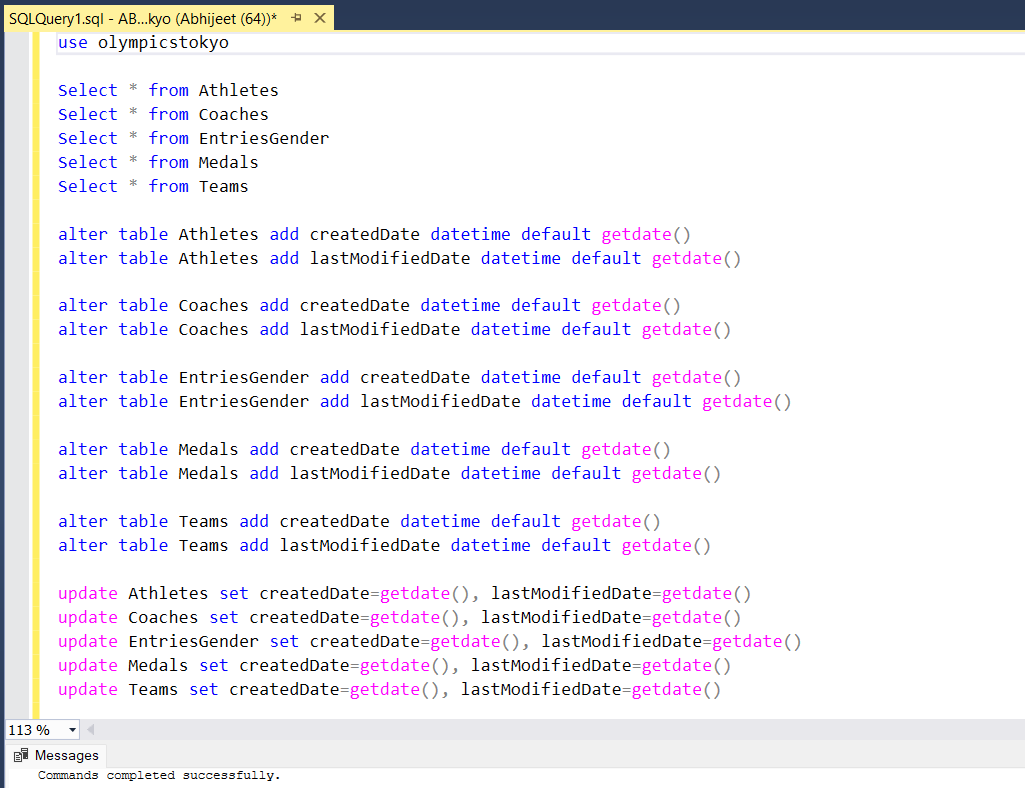 SQLQuery1.sql - AB...kyo (Abhijeet (64))*
use olympicstokyo
Select * from Athletes
Select * from Coaches
Select * from EntriesGender
Select * from Medals
Select * from Teams
alter table Athletes add createdDate datetime default getdate()
alter table Athletes add lastModifiedDate datetime default getdate()
alter table Coaches add createdDate datetime default getdate()
alter table Coaches add lastModifiedDate datetime default getdate()
alter table EntriesGender add createdDate datetime default getdate()
alter table EntriesGender add lastModifiedDate datetime default getdate()
alter table Medals add createdDate datetime default getdate()
alter table Medals add lastModifiedDate datetime default getdate()
alter table Teams add createdDate datetime default getdate()
alter table Teams add lastModifiedDate datetime default getdate()
update Athletes set createdDate=getdate(), lastModifiedDate=getdate()
update Coaches set createdDate=getdate(), lastModifiedDate=getdate()
update EntriesGender set createdDate=getdate(), lastModifiedDate=getdate()
update Medals set createdDate=getdate(), lastModifiedDate=getdate()
update Teams set createdDate=getdate(), lastModifiedDate=getdate()
113 %
Messages
Commands completed successfully.